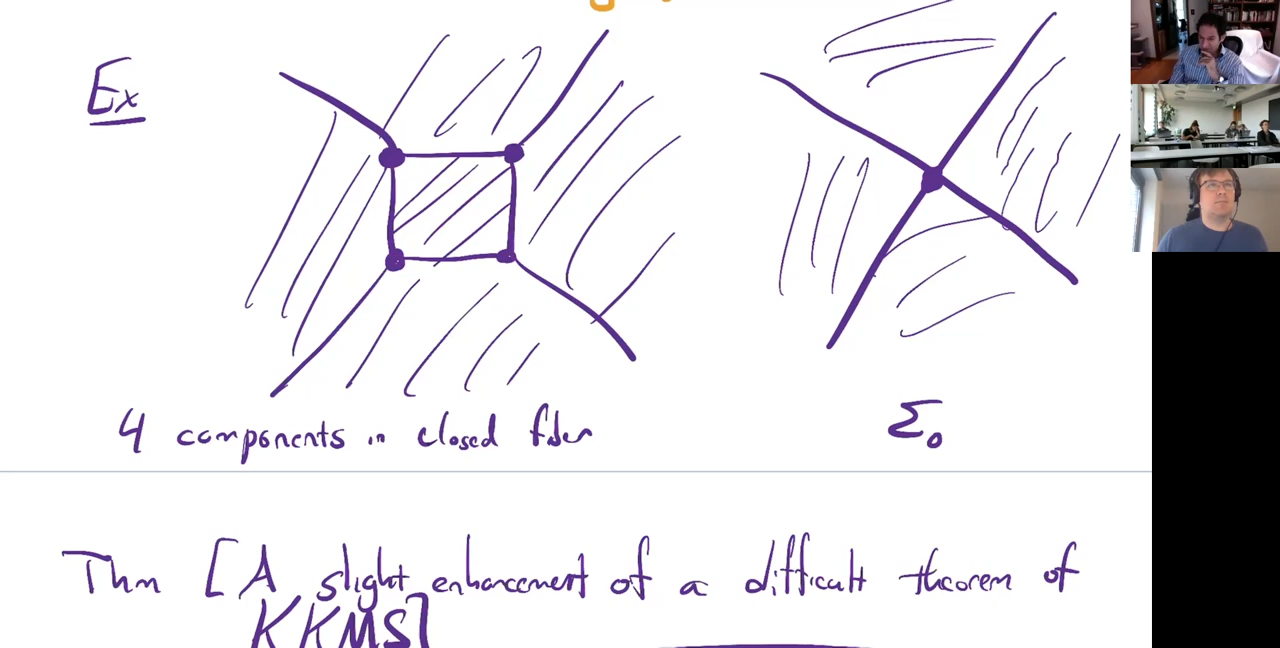 Ex
4 components in closed fiber
Σ₀
Thm [A slight enhancement of a difficult theorem of
KKMS]